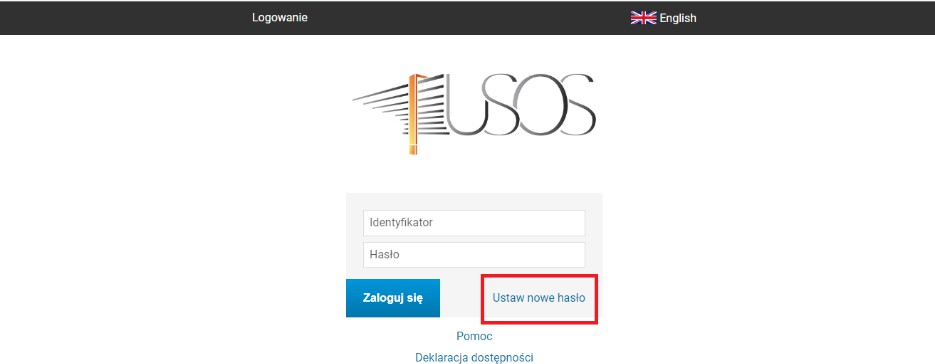 Logowanie
English
USOS
Identyfikator
Hasło
Zaloguj się
Ustaw nowe hasło
Pomoc
Deklaracja dostępności